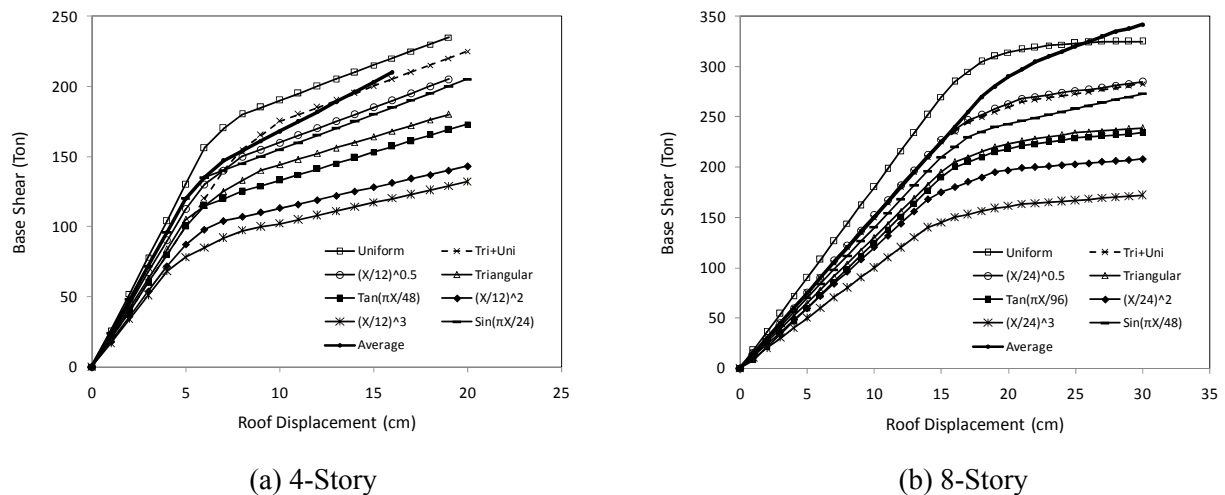 250
200
150
100
50
0
Base Shear (Ton)
Uniform
Tri+Uni
(X/12)^0.5
Triangular
Tan(πX/48)
(X/12)^2
(X/12)^3
Sin(πX/24)
Average
0 5 10 15 20 25
Roof Displacement (cm)
(a) 4-Story
350
300
250
200
150
100
50
0
Base Shear (Ton)
Uniform
Tri+Uni
(X/24)^0.5
Triangular
Tan(πX/96)
(X/24)^2
(X/24)^3
Sin(πX/48)
Average
0 5 10 15 20 25 30 35
Roof Displacement (cm)
(b) 8-Story